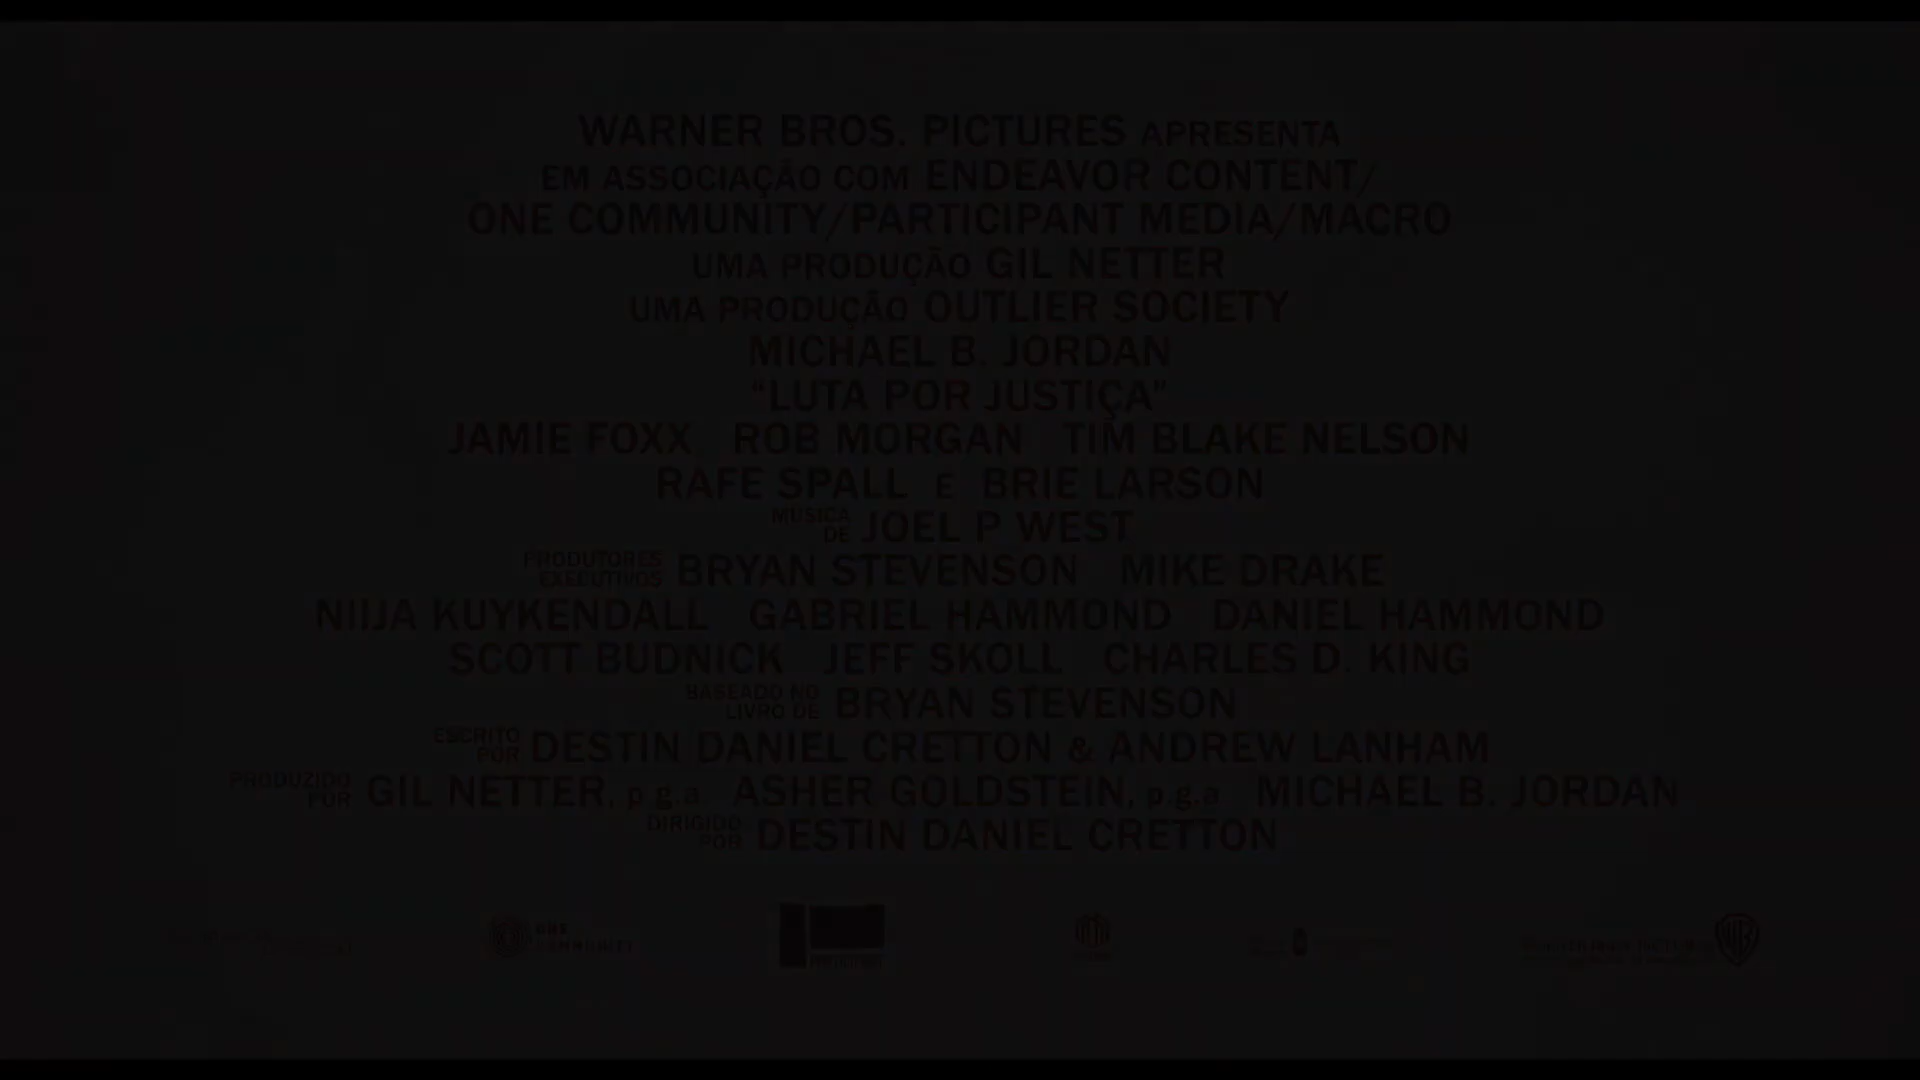 WARNER BROS. PICTURES APRESENTA
EM ASSOCIAÇÃO COM ENDEAVOR CONTENT/
ONE COMMUNITY/PARTICIPANT MEDIA/MACRO
UMA PRODUÇÃO GIL NETTER
UMA PRODUÇÃO OUTLIER SOCIETY
MICHAEL B. JORDAN
“LUTA POR JUSTIÇA”
JAMIE FOXX ROB MORGAN TIM BLAKE NELSON
RAFE SPALL E BRIE LARSON
MÚSICA DE JOEL P WEST
PRODUTORES EXECUTIVOS BRYAN STEVENSON MIKE DRAKE
NIIJA KUYKENDALL GABRIEL HAMMOND DANIEL HAMMOND
SCOTT BUDNICK JEFF SKOLL CHARLES D. KING
BASEADO NO LIVRO DE BRYAN STEVENSON
ESCRITO POR DESTIN DANIEL CRETTON & ANDREW LANHAM
PRODUZIDO POR GIL NETTER, p.g.a. ASHER GOLDSTEIN, p.g.a MICHAEL B. JORDAN
DIRIGIDO POR DESTIN DANIEL CRETTON
ONE COMMUNITY
WB